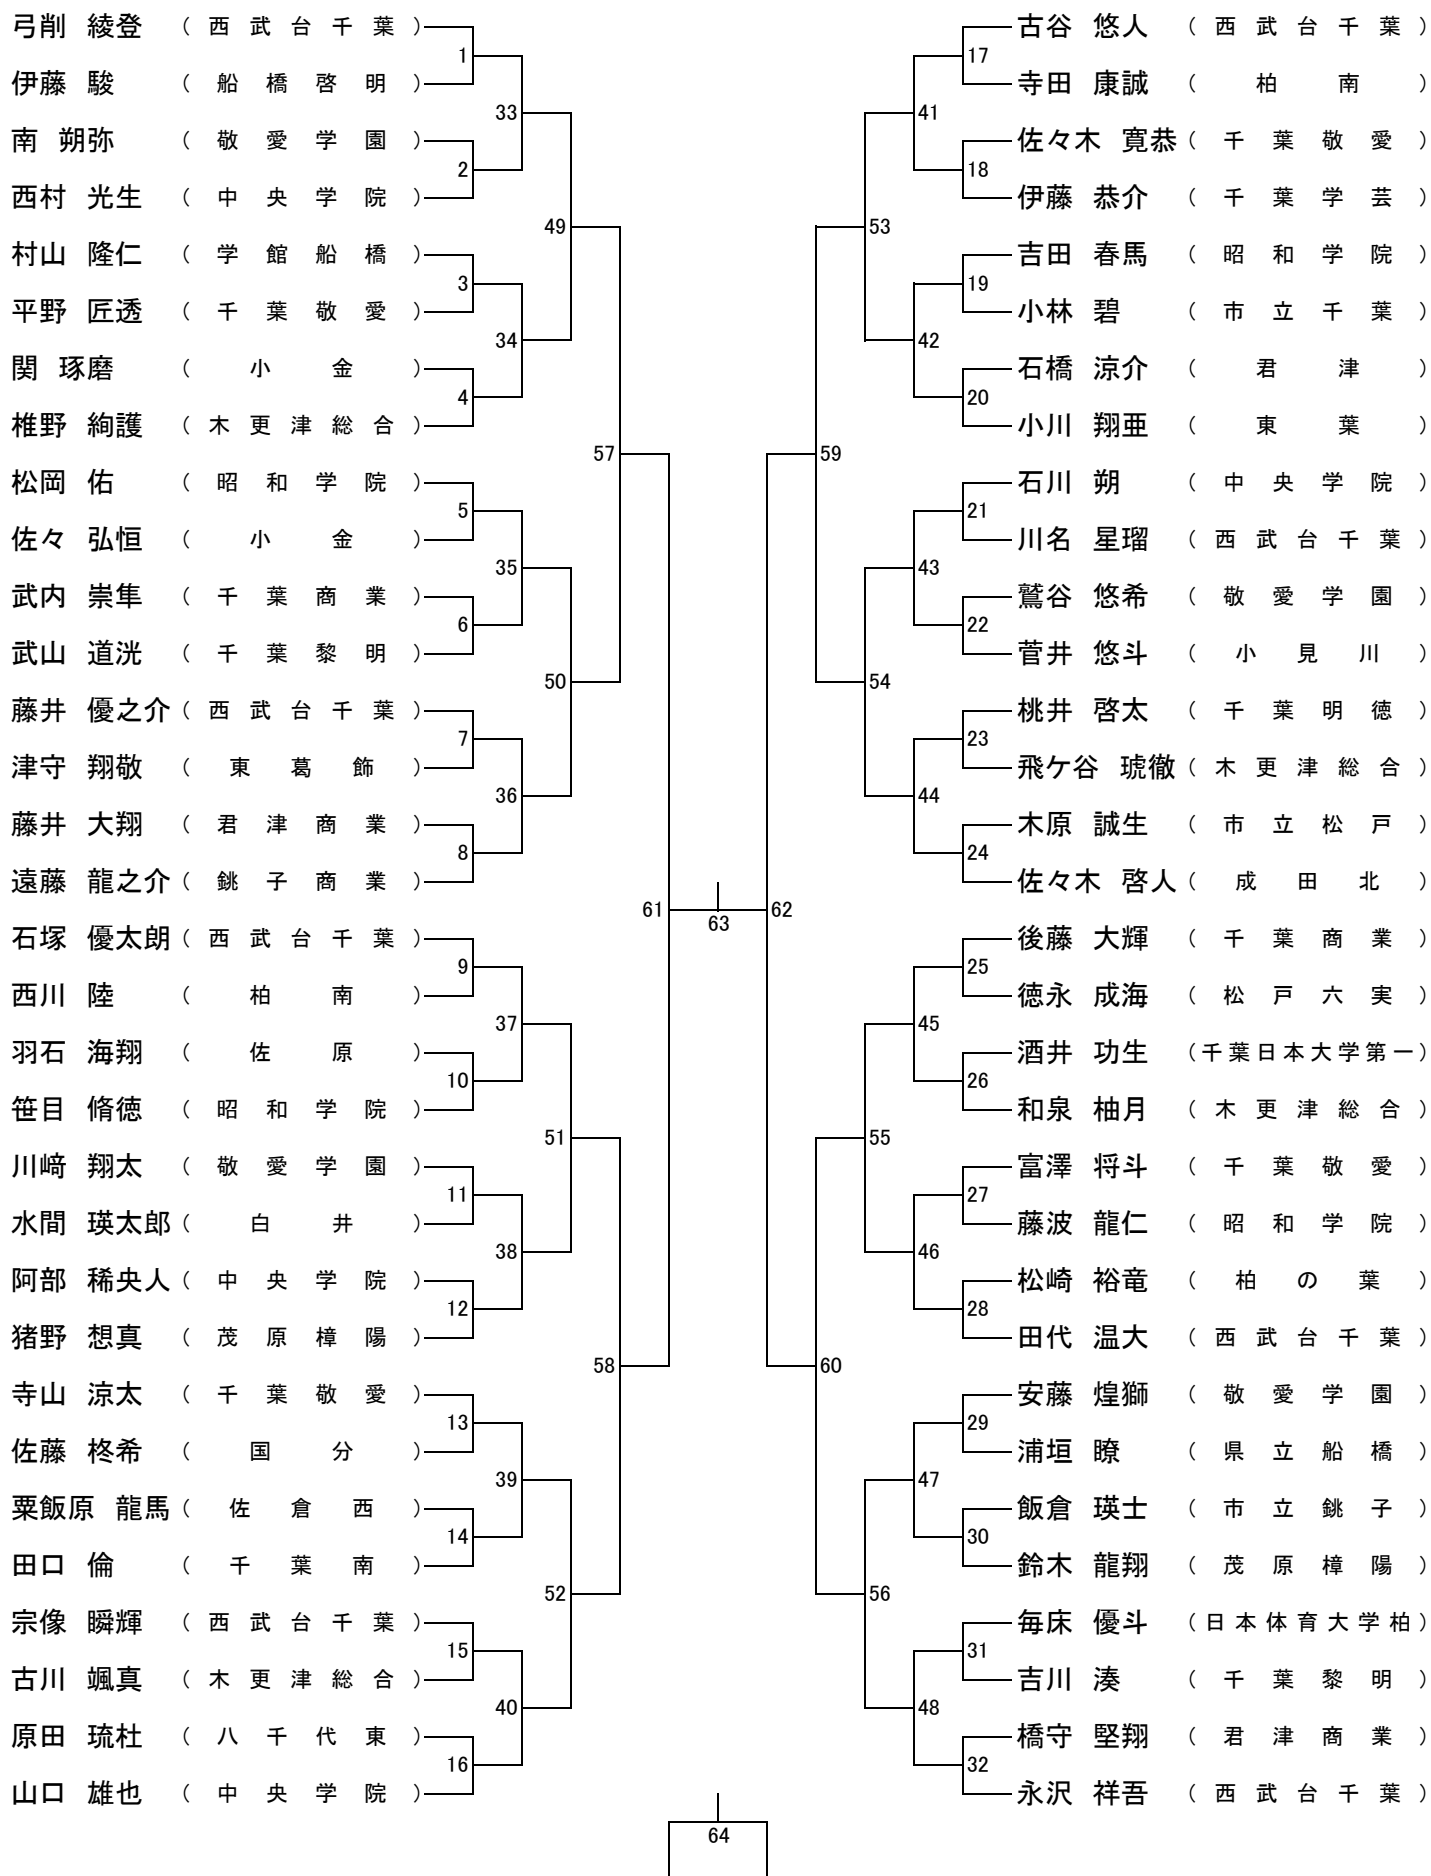 弓削 綾登 （ 西 武 台 千 葉 ）
1
伊藤 駿 （ 船 橋 啓 明 ）
33
南 朔弥 （ 敬 愛 学 園 ）
2
西村 光生 （ 中 央 学 院 ）
49
村山 隆仁 （ 学 館 船 橋 ）
3
平野 匠透 （ 千 葉 敬 愛 ）
34
関 琢磨 （ 小 金 ）
4
椎野 絢護 （ 木 更 津 総 合 ）
57
松岡 佑 （ 昭 和 学 院 ）
5
佐々 弘恒 （ 小 金 ）
35
武内 崇隼 （ 千 葉 商 業 ）
6
武山 道洸 （ 千 葉 黎 明 ）
50
藤井 優之介 （ 西 武 台 千 葉 ）
7
津守 翔敬 （ 東 葛 飾 ）
36
藤井 大翔 （ 君 津 商 業 ）
8
遠藤 龍之介 （ 銚 子 商 業 ）
61
石塚 優太朗 （ 西 武 台 千 葉 ）
9
西川 陸 （ 柏 南 ）
37
羽石 海翔 （ 佐 原 ）
10
笹目 脩徳 （ 昭 和 学 院 ）
51
川﨑 翔太 （ 敬 愛 学 園 ）
11
水間 瑛太郎 （ 白 井 ）
38
阿部 稀央人 （ 中 央 学 院 ）
12
猪野 想真 （ 茂 原 樟 陽 ）
58
寺山 涼太 （ 千 葉 敬 愛 ）
13
佐藤 柊希 （ 国 分 ）
39
粟飯原 龍馬 （ 佐 倉 西 ）
14
田口 倫 （ 千 葉 南 ）
52
宗像 瞬輝 （ 西 武 台 千 葉 ）
15
古川 颯真 （ 木 更 津 総 合 ）
40
原田 琉杜 （ 八 千 代 東 ）
16
山口 雄也 （ 中 央 学 院 ）
63
64
古谷 悠人 （ 西 武 台 千 葉 ）
17
寺田 康誠 （ 柏 南 ）
41
佐々木 寛恭 （ 千 葉 敬 愛 ）
18
伊藤 恭介 （ 千 葉 学 芸 ）
53
吉田 春馬 （ 昭 和 学 院 ）
19
小林 碧 （ 市 立 千 葉 ）
42
石橋 涼介 （ 君 津 ）
20
小川 翔亜 （ 東 葉 ）
59
石川 朔 （ 中 央 学 院 ）
21
川名 星瑠 （ 西 武 台 千 葉 ）
43
鷲谷 悠希 （ 敬 愛 学 園 ）
22
菅井 悠斗 （ 小 見 川 ）
54
桃井 啓太 （ 千 葉 明 徳 ）
23
飛ケ谷 琥徹 （ 木 更 津 総 合 ）
44
木原 誠生 （ 市 立 松 戸 ）
24
佐々木 啓人 （ 成 田 北 ）
62
後藤 大輝 （ 千 葉 商 業 ）
25
徳永 成海 （ 松 戸 六 実 ）
45
酒井 功生 （千 葉 日 本 大 学 第 一）
26
和泉 柚月 （ 木 更 津 総 合 ）
55
富澤 将斗 （ 千 葉 敬 愛 ）
27
藤波 龍仁 （ 昭 和 学 院 ）
46
松崎 裕竜 （ 柏 の 葉 ）
28
田代 温大 （ 西 武 台 千 葉 ）
60
安藤 煌獅 （ 敬 愛 学 園 ）
29
浦垣 瞭 （ 県 立 船 橋 ）
47
飯倉 瑛士 （ 市 立 銚 子 ）
30
鈴木 龍翔 （ 茂 原 樟 陽 ）
56
毎床 優斗 （日 本 体 育 大 学 柏）
31
吉川 湊 （ 千 葉 黎 明 ）
48
橋守 堅翔 （ 君 津 商 業 ）
32
永沢 祥吾 （ 西 武 台 千 葉 ）